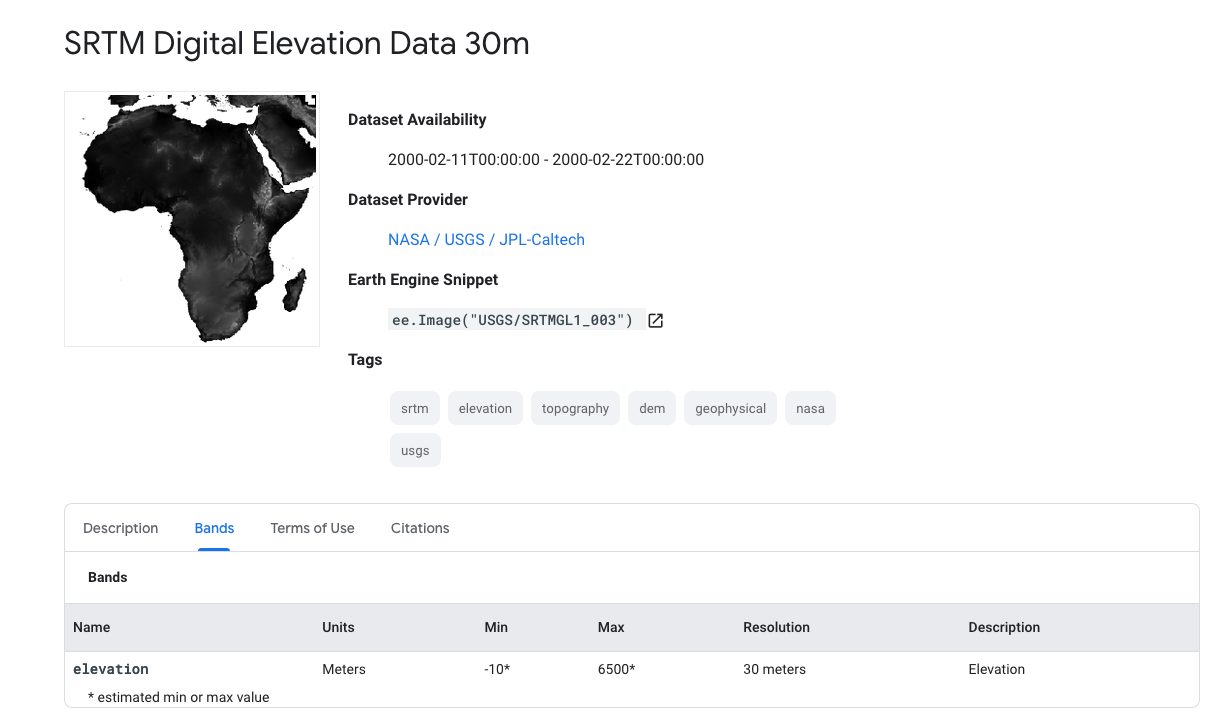 SRTM Digital Elevation Data 30m
Dataset Availability
2000-02-11T00:00:00 - 2000-02-22T00:00:00
Dataset Provider
NASA / USGS / JPL-Caltech
Earth Engine Snippet
ee.Image("USGS/SRTMGL1_003")
Tags
srtm elevation topography dem geophysical nasa
usgs
Description Bands Terms of Use Citations
Bands
Name Units Min Max Resolution Description
elevation Meters -10* 6500* 30 meters Elevation
* estimated min or max value